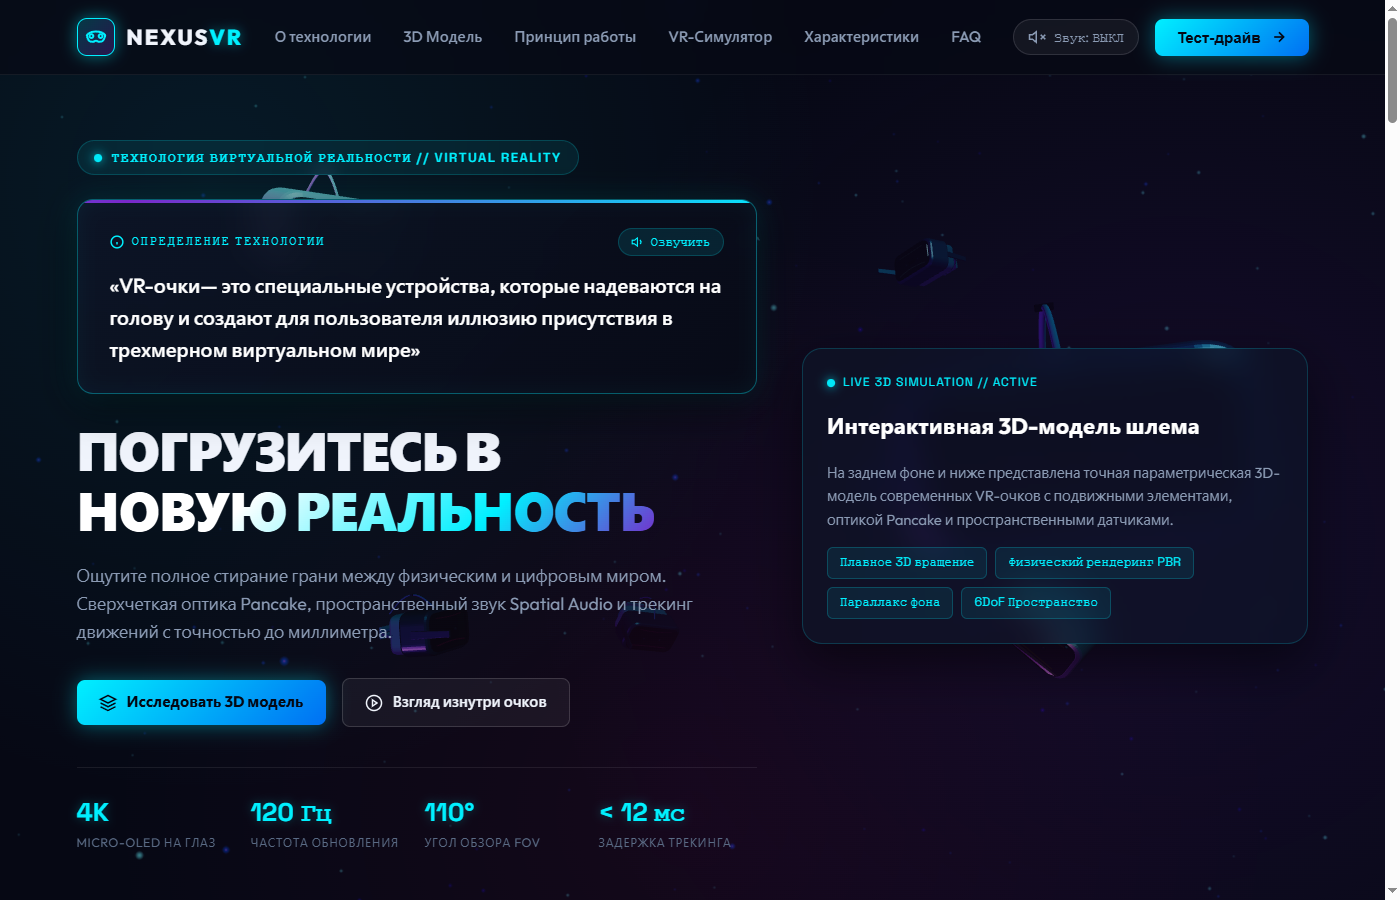 NEXUSVR
О технологии
3D Модель
Принцип работы
VR-Симулятор
Характеристики
FAQ
Звук: ВЫКЛ
Тест-драйв
ТЕХНОЛОГИЯ ВИРТУАЛЬНОЙ РЕАЛЬНОСТИ // VIRTUAL REALITY
ОПРЕДЕЛЕНИЕ ТЕХНОЛОГИИ
Озвучить
«VR-очки— это специальные устройства, которые надеваются на
голову и создают для пользователя иллюзию присутствия в
трехмерном виртуальном мире»
ПОГРУЗИТЕСЬ В
НОВУЮ РЕАЛЬНОСТЬ
Ощутите полное стирание грани между физическим и цифровым миром.
Сверхчеткая оптика Pancake, пространственный звук Spatial Audio и трекинг
движений с точностью до миллиметра.
Исследовать 3D модель
Взгляд изнутри очков
4K
MICRO-OLED НА ГЛАЗ
120 Гц
ЧАСТОТА ОБНОВЛЕНИЯ
110°
УГОЛ ОБЗОРА FOV
< 12 мс
ЗАДЕРЖКА ТРЕКИНГА
LIVE 3D SIMULATION // ACTIVE
Интерактивная 3D-модель шлема
На заднем фоне и ниже представлена точная параметрическая 3D-
модель современных VR-очков с подвижными элементами,
оптикой Pancake и пространственными датчиками.
Плавное 3D вращение
Физический рендеринг PBR
Параллакс фона
6DoF Пространство